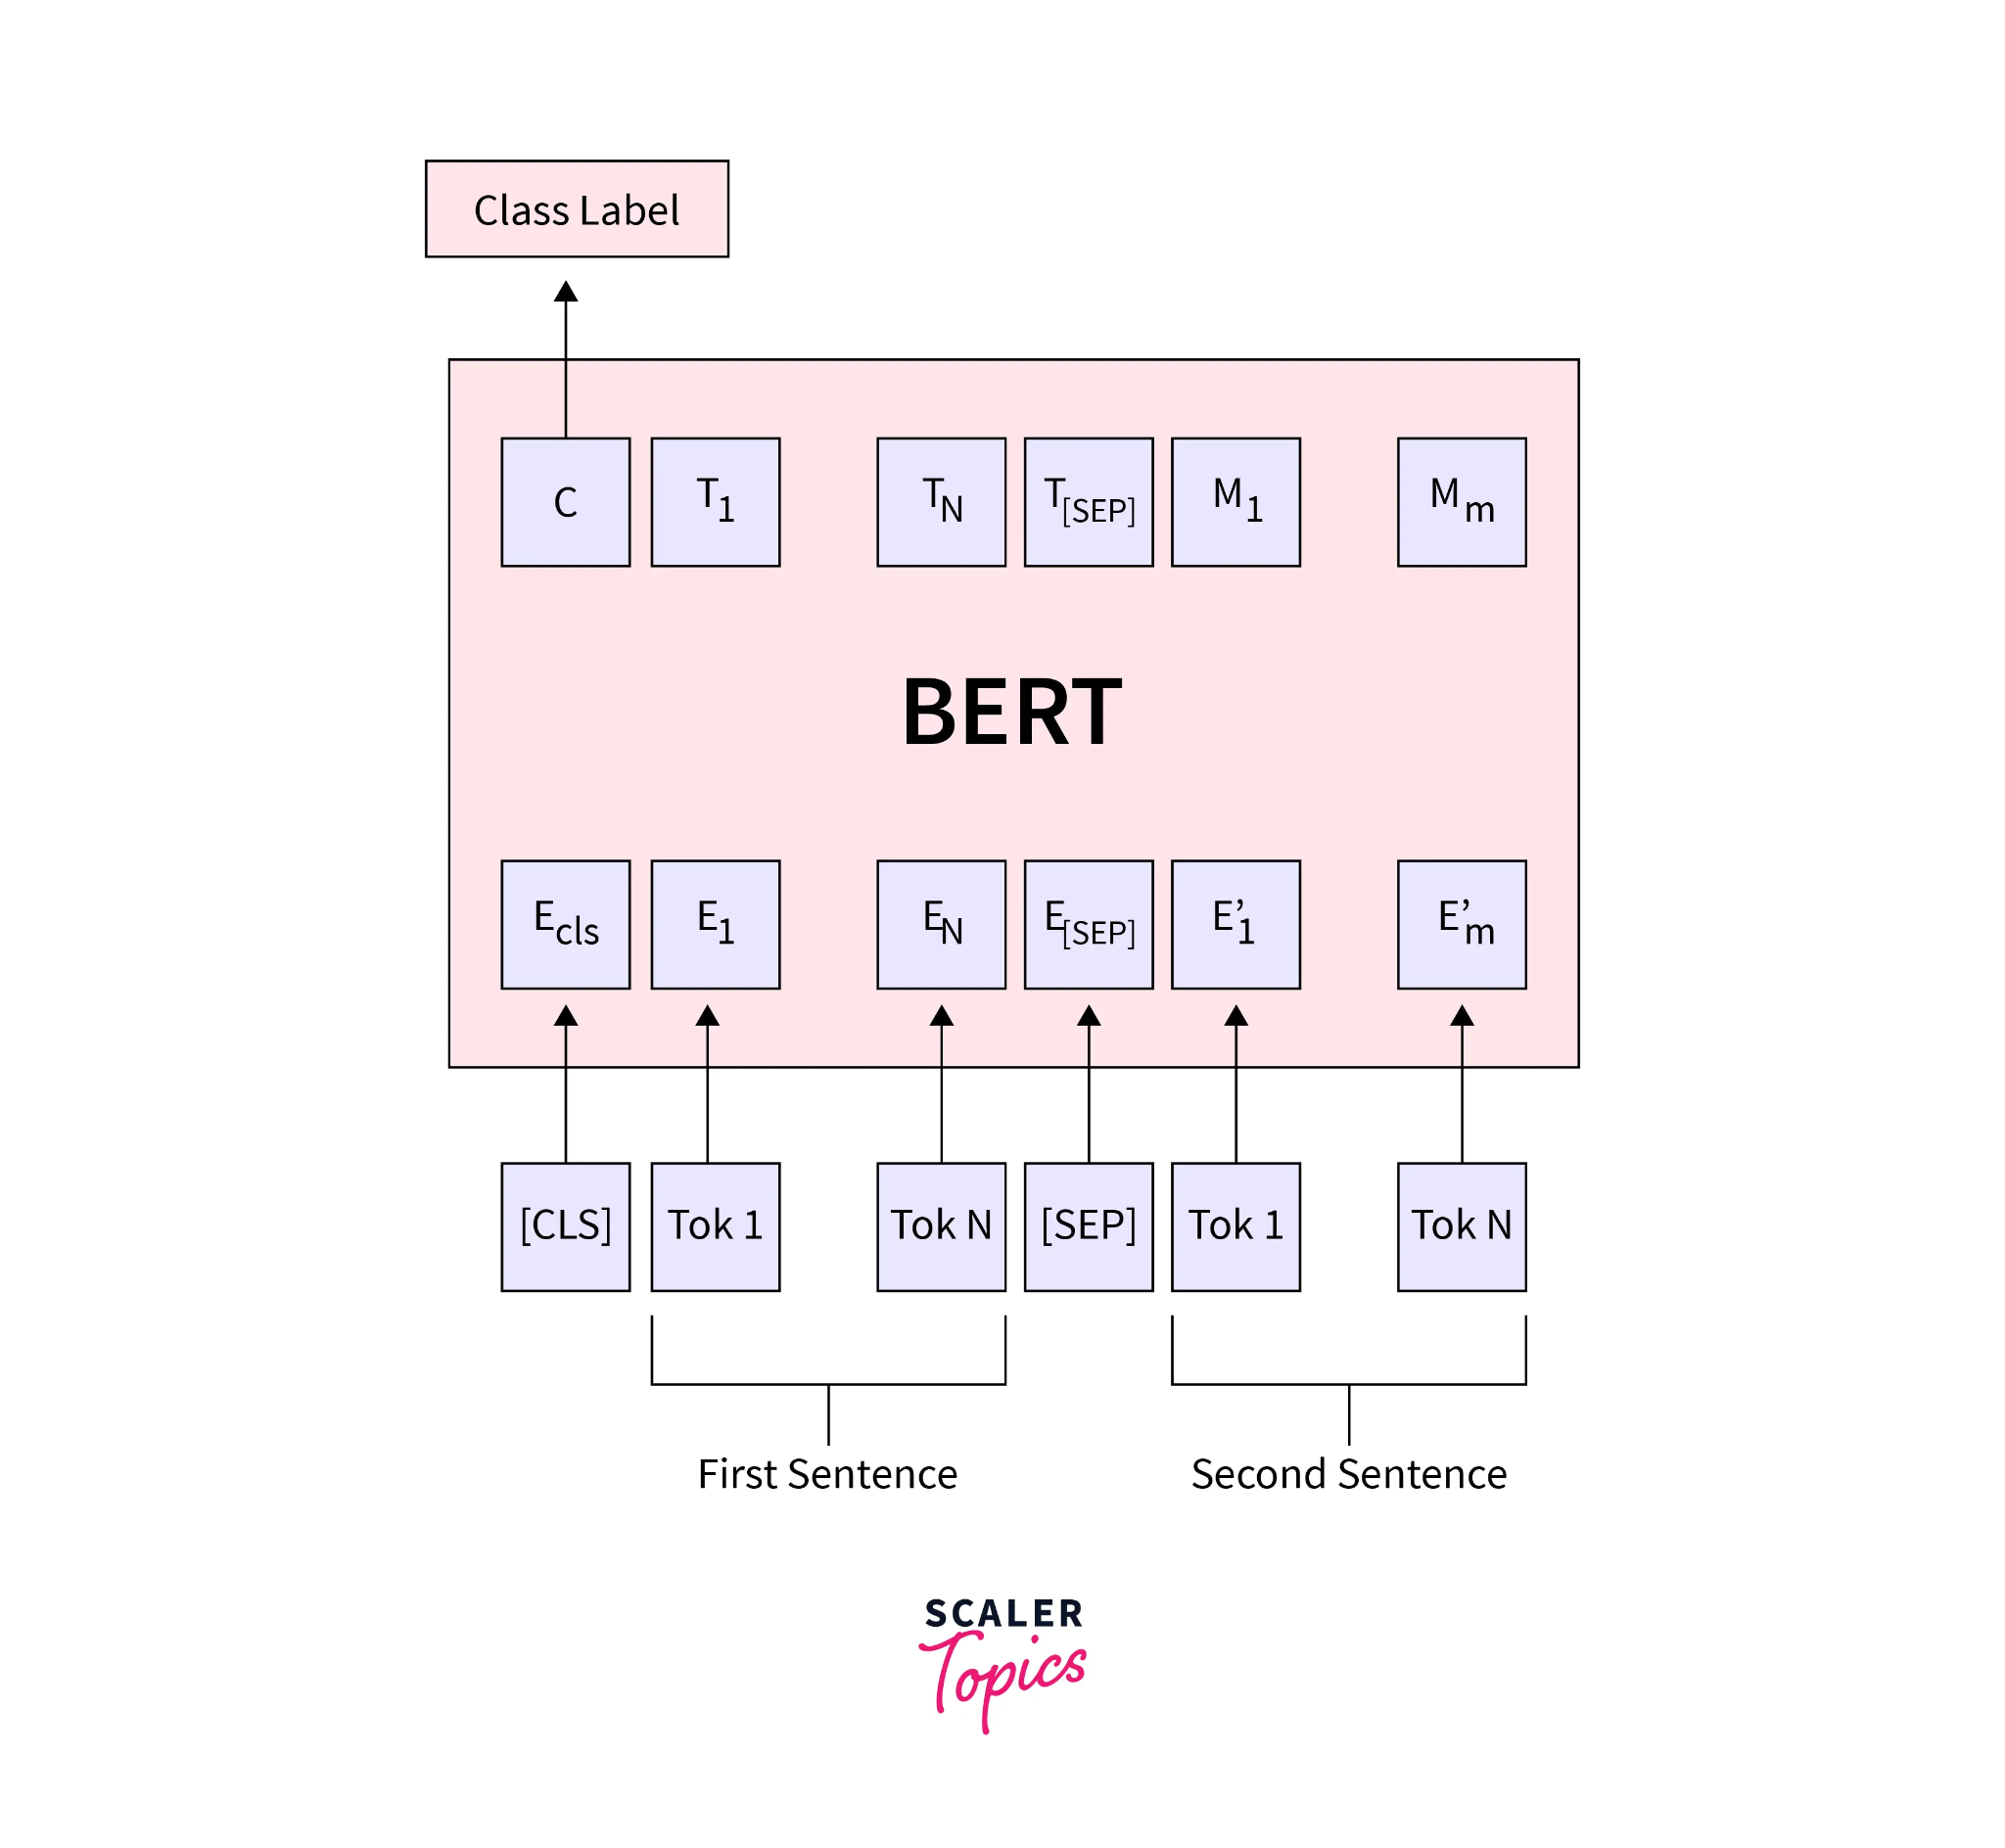 Class Label
C T1 TN T[SEP] M1 Mm
BERT
Ecls E1 EN E[SEP] E'1 E'm
[CLS] Tok 1 Tok N [SEP] Tok 1 Tok N
First Sentence Second Sentence
SCALER
Topics